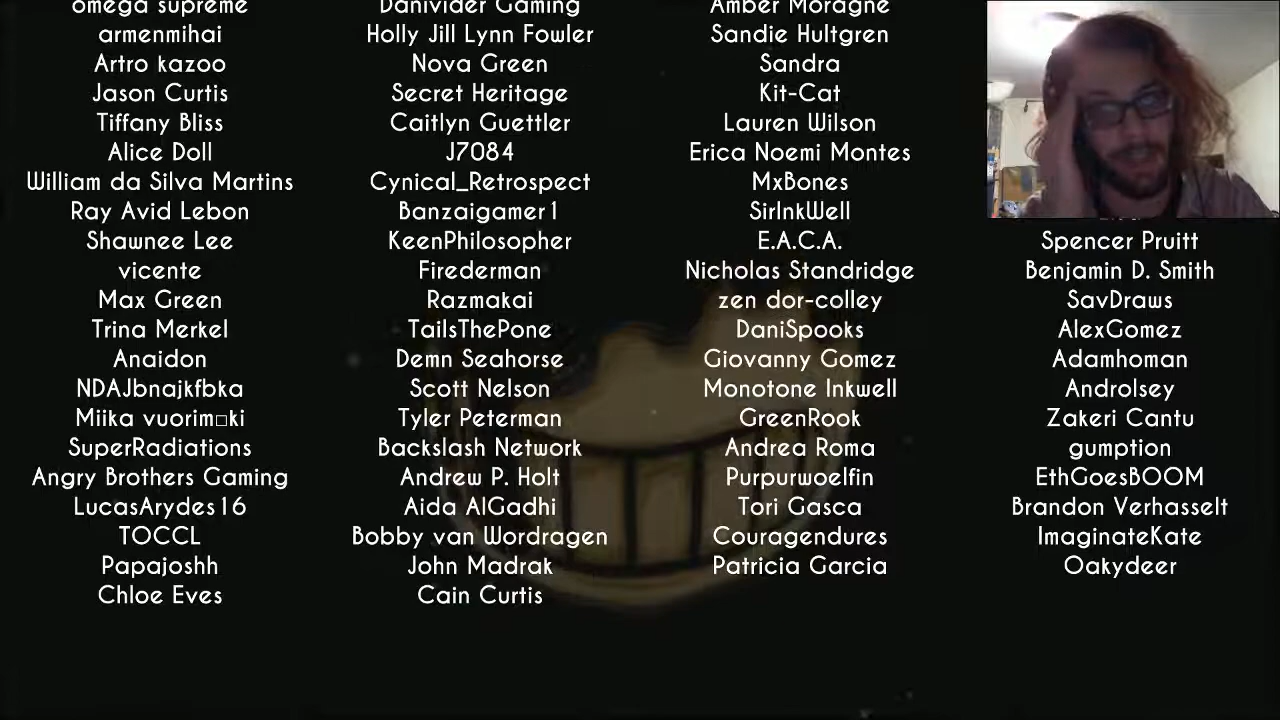 omega supreme
armenmihai
Artro kazoo
Jason Curtis
Tiffany Bliss
Alice Doll
William da Silva Martins
Ray Avid Lebon
Shawnee Lee
vicente
Max Green
Trina Merkel
Anaidon
NDAJbnajkfbka
Miika vuorim□ki
SuperRadiations
Angry Brothers Gaming
LucasArydes16
TOCCL
Papajoshh
Chloe Eves
Danivider Gaming
Holly Jill Lynn Fowler
Nova Green
Secret Heritage
Caitlyn Guettler
J7084
Cynical_Retrospect
Banzaigamer1
KeenPhilosopher
Firederman
Razmakai
TailsThePone
Demn Seahorse
Scott Nelson
Tyler Peterman
Backslash Network
Andrew P. Holt
Aida AlGadhi
Bobby van Wordragen
John Madrak
Cain Curtis
Amber Moragne
Sandie Hultgren
Sandra
Kit-Cat
Lauren Wilson
Erica Noemi Montes
MxBones
SirInkWell
E.A.C.A.
Nicholas Standridge
zen dor-colley
DaniSpooks
Giovanny Gomez
Monotone Inkwell
GreenRook
Andrea Roma
Purpurwoelfin
Tori Gasca
Couragendures
Patricia Garcia
Spencer Pruitt
Benjamin D. Smith
SavDraws
AlexGomez
Adamhoman
Androlsey
Zakeri Cantu
gumption
EthGoesBOOM
Brandon Verhasselt
ImaginateKate
Oakydeer